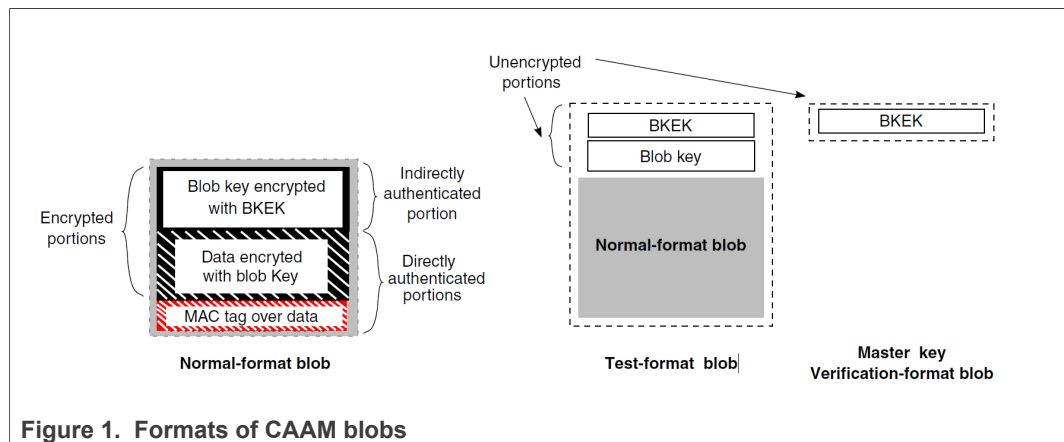 Encrypted
portions
Blob key encrypted
with BKEK
Data encryted
with blob Key
MAC tag over data
Indirectly
authenticated
portion
Directly
authenticated
portions
Normal-format blob
Unencrypted
portions
BKEK
Blob key
Normal-format blob
Test-format blob
BKEK
Master key
Verification-format blob
Figure 1. Formats of CAAM blobs